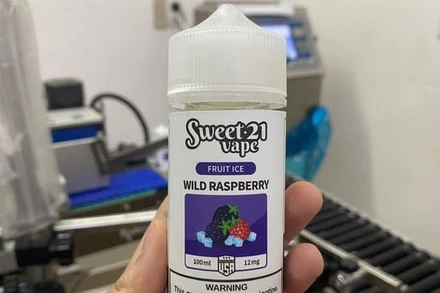 Sweet·21
vape
FRUIT ICE
WILD RASPBERRY
100ml 12mg
USA
WARNING